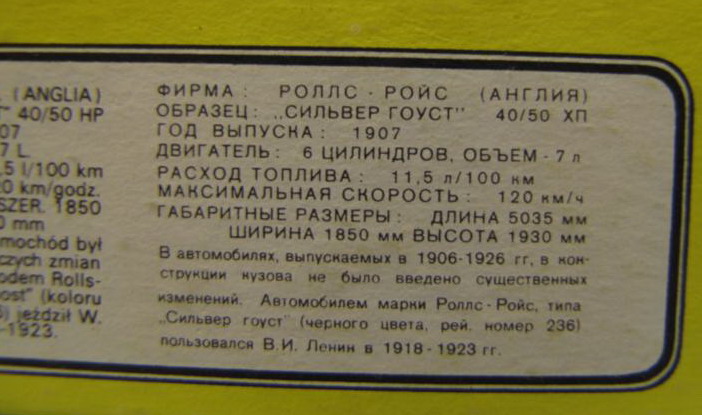 . (ANGLIA)
T" 40/50 HP
07
7 L.
,5 l/100 km
20 km/godz.
SZER. 1850
0 mm
mochód był
czych zmian
odem Rolls-
ost" (koloru
6) jeździł W.
-1923.
ФИРМА : РОЛЛС - РОЙС (АНГЛИЯ)
ОБРАЗЕЦ: „СИЛЬВЕР ГОУСТ" 40/50 ХП
ГОД ВЫПУСКА : 1907
ДВИГАТЕЛЬ: 6 ЦИЛИНДРОВ, ОБЪЕМ - 7 л
РАСХОД ТОПЛИВА : 11,5 л/100 км
МАКСИМАЛЬНАЯ СКОРОСТЬ : 120 км/ч
ГАБАРИТНЫЕ РАЗМЕРЫ : ДЛИНА 5035 мм
ШИРИНА 1850 мм ВЫСОТА 1930 мм
В автомобилях, выпускаемых в 1906-1926 гг, в кон-
струкции кузова не было введено существенных
изменений. Автомобилем марки Роллс - Ройс, типа
„Сильвер гоуст" (черного цвета, рей. номер 236)
пользовался В.И. Ленин в 1918 - 1923 гг.